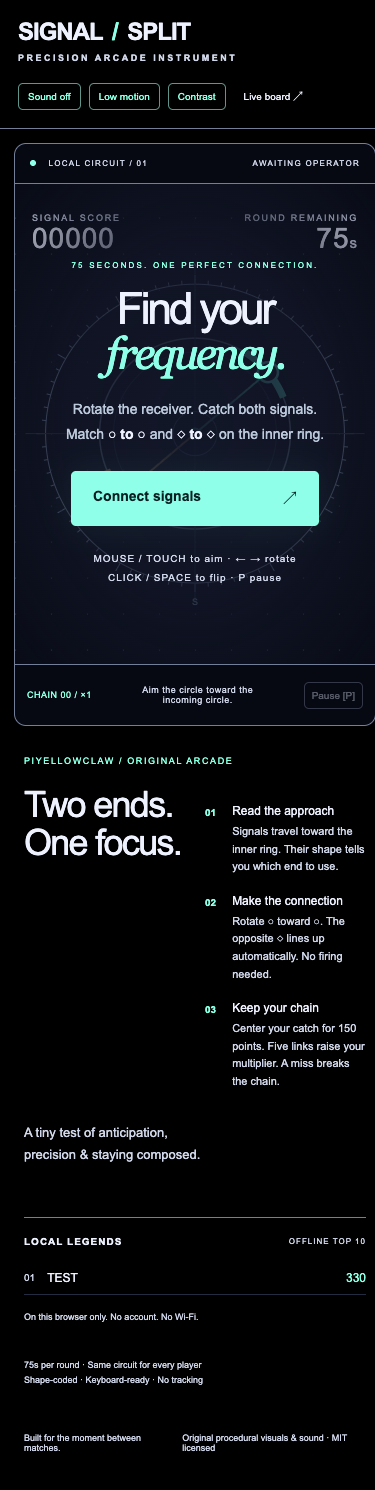 SIGNAL / SPLIT
PRECISION ARCADE INSTRUMENT
Sound off Low motion Contrast Live board ↗
LOCAL CIRCUIT / 01 AWAITING OPERATOR
SIGNAL SCORE ROUND REMAINING
00000 75s
75 SECONDS. ONE PERFECT CONNECTION.
Find your
frequency.
Rotate the receiver. Catch both signals.
Match ○ to ○ and ◇ to ◇ on the inner ring.
Connect signals ↗
MOUSE / TOUCH to aim · ← → rotate
CLICK / SPACE to flip · P pause
S
CHAIN 00 / ×1
Aim the circle toward the
incoming circle.
Pause [P]
PIYELLOWCLAW / ORIGINAL ARCADE
Two ends.
One focus.
01 Read the approach
Signals travel toward the
inner ring. Their shape tells
you which end to use.
02 Make the connection
Rotate ○ toward ○. The
opposite ◇ lines up
automatically. No firing
needed.
03 Keep your chain
Center your catch for 150
points. Five links raise your
multiplier. A miss breaks
the chain.
A tiny test of anticipation,
precision & staying composed.
LOCAL LEGENDS OFFLINE TOP 10
01 TEST 330
On this browser only. No account. No Wi-Fi.
75s per round · Same circuit for every player
Shape-coded · Keyboard-ready · No tracking
Built for the moment between
matches.
Original procedural visuals & sound · MIT
licensed